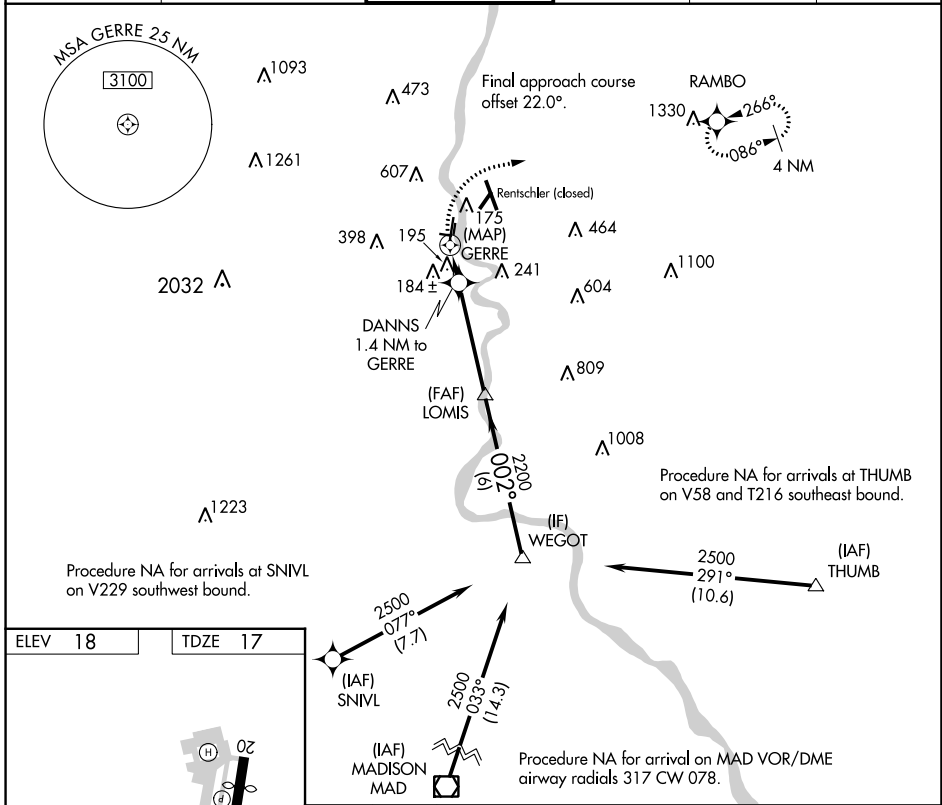 MSA GERRE 25 NM
3100
1093
473
Final approach course
offset 22.0°.
RAMBO
1330
266°
086°
4 NM
1261
607
Rentschler (closed)
175
(MAP)
GERRE
398
195
464
241
1100
2032
184 ±
604
DANNS
1.4 NM to
GERRE
809
(FAF)
LOMIS
1008
2200
002°
(6)
Procedure NA for arrivals at THUMB
on V58 and T216 southeast bound.
1223
(IF)
WEGOT
(IAF)
THUMB
2500
291°
(10.6)
Procedure NA for arrivals at SNIVL
on V229 southwest bound.
2500
077°
(7.7)
ELEV 18
TDZE 17
(IAF)
SNIVL
2500
033°
(14.3)
(IAF)
MADISON
MAD
Procedure NA for arrival on MAD VOR/DME
airway radials 317 CW 078.
H
20
P